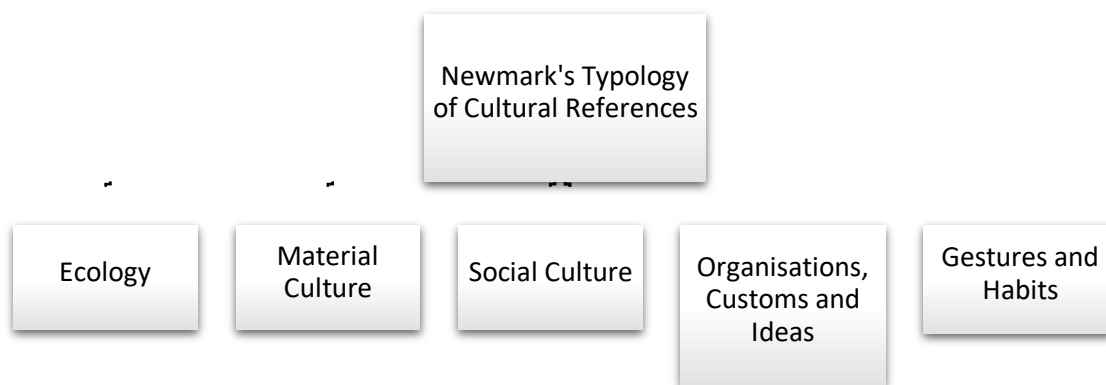 Newmark's Typology
of Cultural References
Ecology
Material
Culture
Social Culture
Organisations,
Customs and
Ideas
Gestures and
Habits